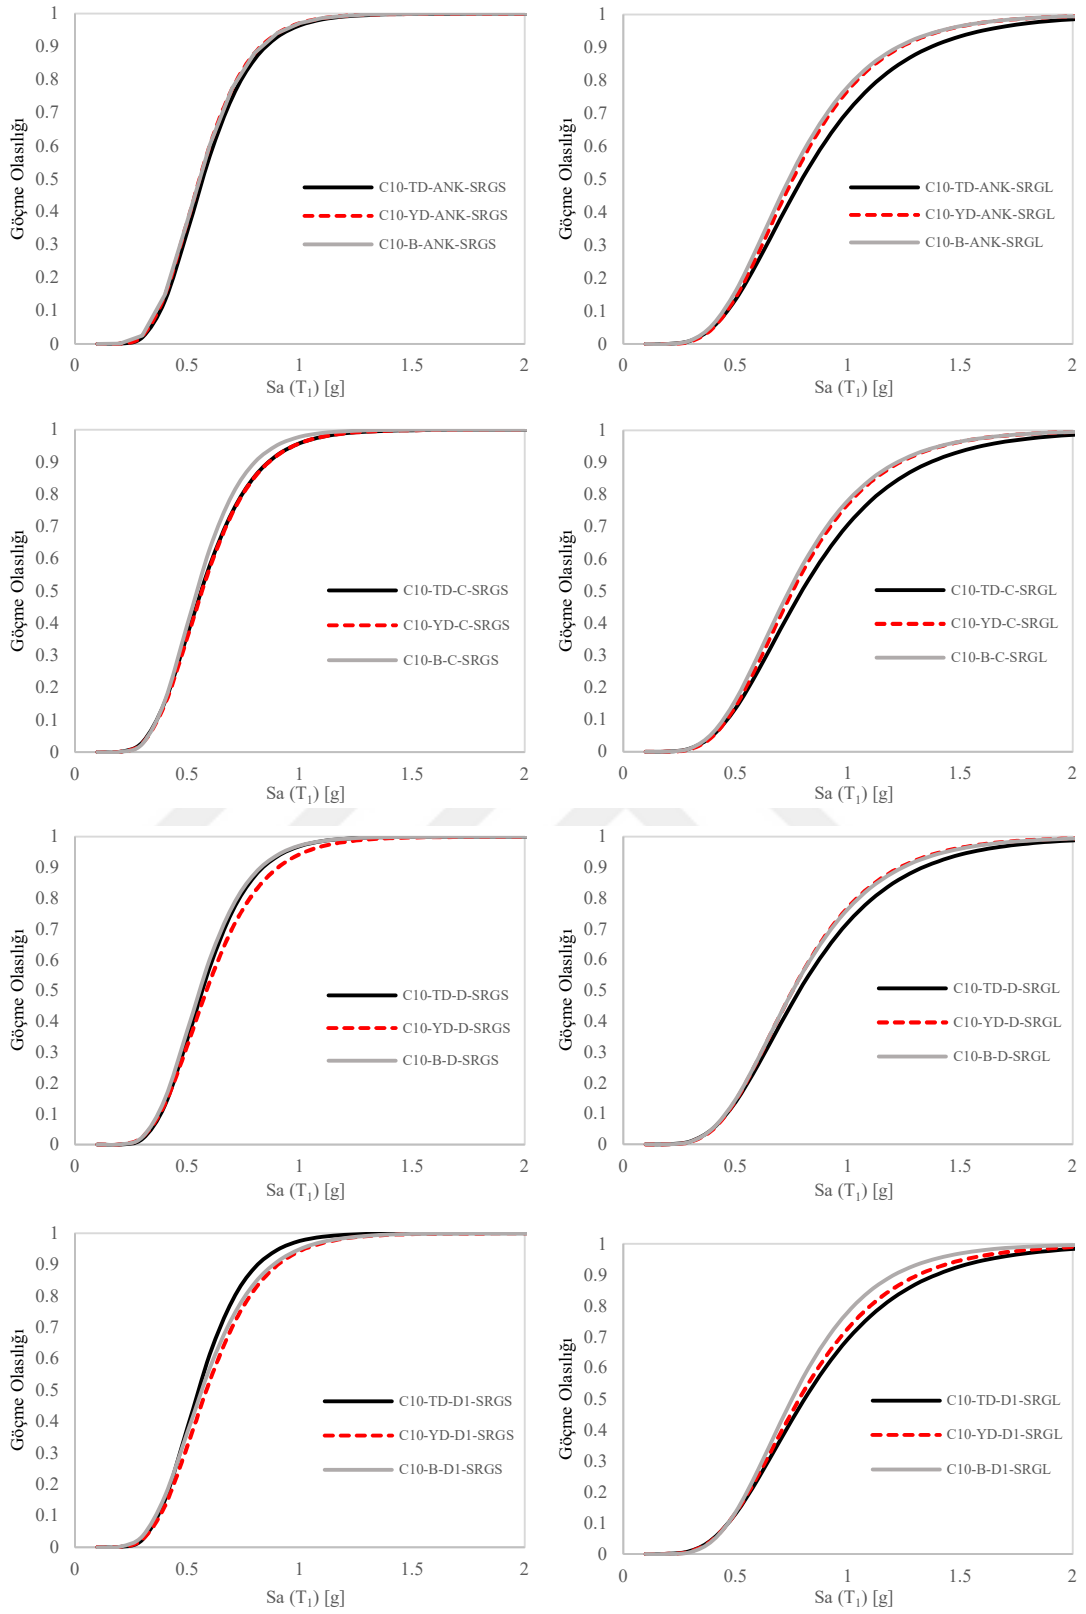 1
0.9
0.8
0.7
0.6
0.5
0.4
0.3
0.2
0.1
0
Göçme Olasılığı
C10-TD-ANK-SRGS
C10-YD-ANK-SRGS
C10-B-ANK-SRGS
0 0.5 1 1.5 2
Sa (T1) [g]
1
0.9
0.8
0.7
0.6
0.5
0.4
0.3
0.2
0.1
0
Göçme Olasılığı
C10-TD-ANK-SRGL
C10-YD-ANK-SRGL
C10-B-ANK-SRGL
0 0.5 1 1.5 2
Sa (T1) [g]
1
0.9
0.8
0.7
0.6
0.5
0.4
0.3
0.2
0.1
0
Göçme Olasılığı
C10-TD-C-SRGS
C10-YD-C-SRGS
C10-B-C-SRGS
0 0.5 1 1.5 2
Sa (T1) [g]
1
0.9
0.8
0.7
0.6
0.5
0.4
0.3
0.2
0.1
0
Göçme Olasılığı
C10-TD-C-SRGL
C10-YD-C-SRGL
C10-B-C-SRGL
0 0.5 1 1.5 2
Sa (T1) [g]
1
0.9
0.8
0.7
0.6
0.5
0.4
0.3
0.2
0.1
0
Göçme Olasılığı
C10-TD-D-SRGS
C10-YD-D-SRGS
C10-B-D-SRGS
0 0.5 1 1.5 2
Sa (T1) [g]
1
0.9
0.8
0.7
0.6
0.5
0.4
0.3
0.2
0.1
0
Göçme Olasılığı
C10-TD-D-SRGL
C10-YD-D-SRGL
C10-B-D-SRGL
0 0.5 1 1.5 2
Sa (T1) [g]
1
0.9
0.8
0.7
0.6
0.5
0.4
0.3
0.2
0.1
0
Göçme Olasılığı
C10-TD-D1-SRGS
C10-YD-D1-SRGS
C10-B-D1-SRGS
0 0.5 1 1.5 2
Sa (T1) [g]
1
0.9
0.8
0.7
0.6
0.5
0.4
0.3
0.2
0.1
0
Göçme Olasılığı
C10-TD-D1-SRGL
C10-YD-D1-SRGL
C10-B-D1-SRGL
0 0.5 1 1.5 2
Sa (T1) [g]